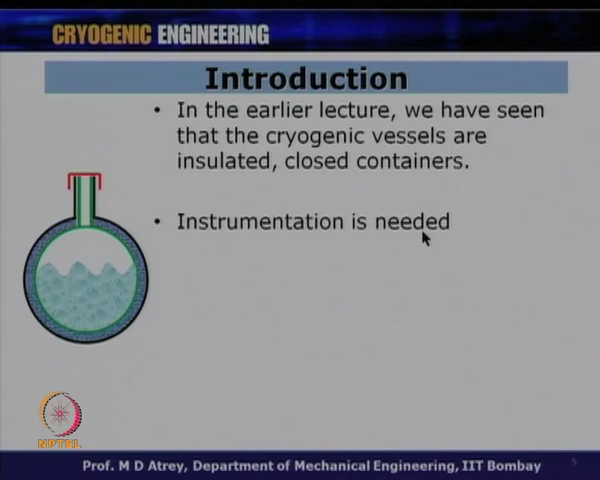 CRYOGENIC ENGINEERING
Introduction
• In the earlier lecture, we have seen
that the cryogenic vessels are
insulated, closed containers.
• Instrumentation is needed
NPTEL
Prof. M D Atrey, Department of Mechanical Engineering, IIT Bombay